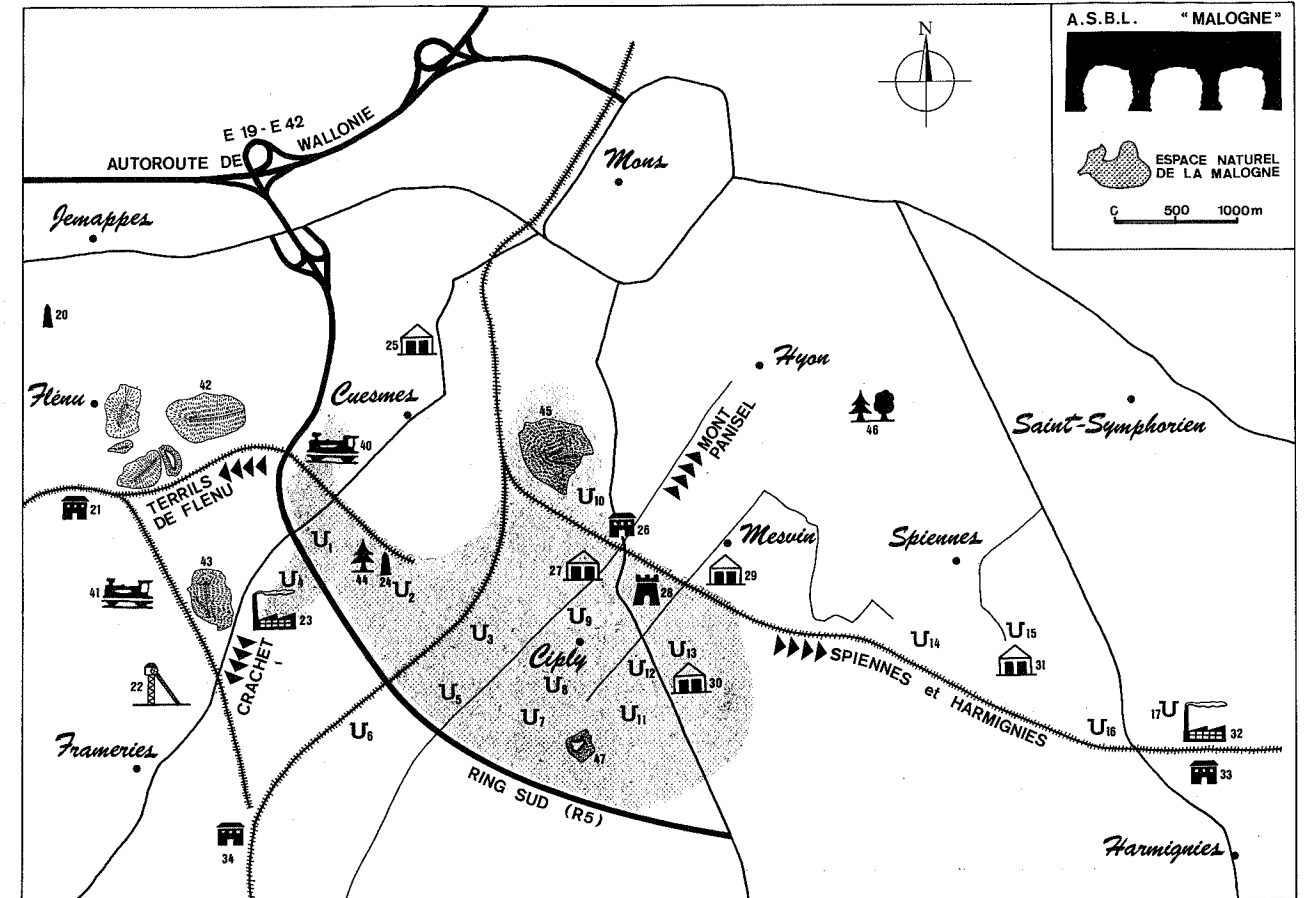 A.S.B.L. "MALOGNE"
ESPACE NATUREL
DE LA MALOGNE
0 500 1000m
N
E 19 - E 42
AUTOROUTE DE WALLONIE
Mons
Jemappes
20
25
Hyon
Flénu
42
Cuesmes
45
46
Saint-Symphorien
40
MONT
PANISEL
TERRILS
DE FLENU
21
U10
26
U1
Mesvin
Spiennes
43
44
24
U2
27
29
41
U4
28
23
U9
U3
U14
U15
CRACHET
Ciply
U13
U12
30
31
SPIENNES et HARMIGNIES
22
U5
U8
U7
U11
U6
17U
U16
32
Frameries
47
33
RING SUD (R5)
34
Harmignies